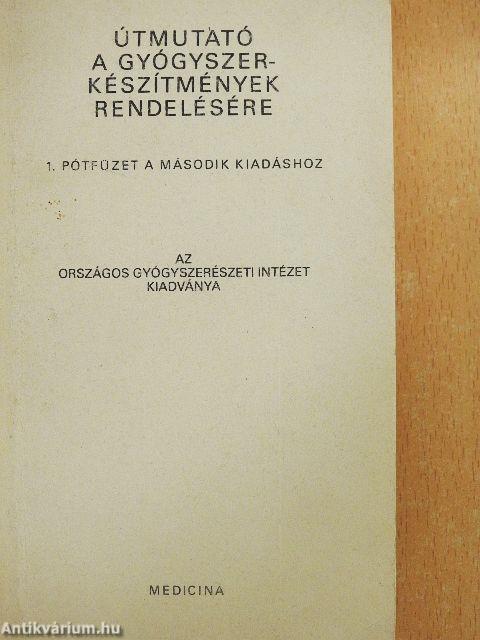 ÚTMUTATÓ
A GYÓGYSZER-
KÉSZÍTMÉNYEK
RENDELÉSÉRE
1. PÓTFÜZET A MÁSODIK KIADÁSHOZ
AZ
ORSZÁGOS GYÓGYSZERÉSZETI INTÉZET
KIADVÁNYA
MEDICINA
Antikvárium.hu